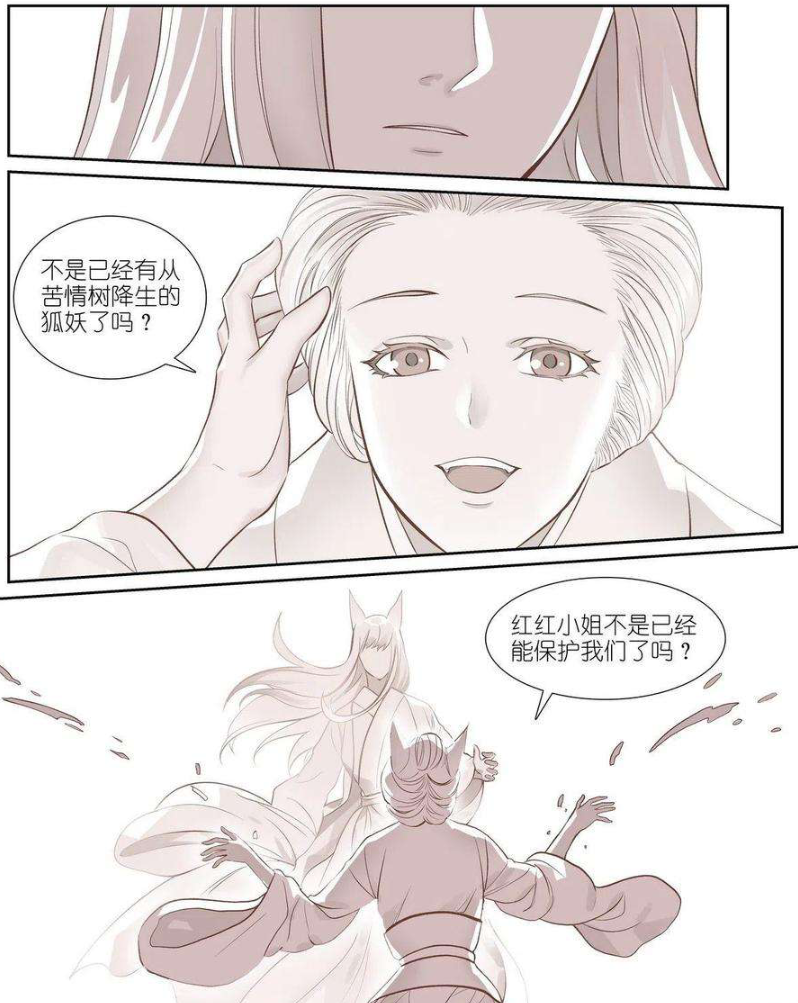 不是已经有从
苦情树降生的
狐妖了吗？
红红小姐不是已经
能保护我们了吗？